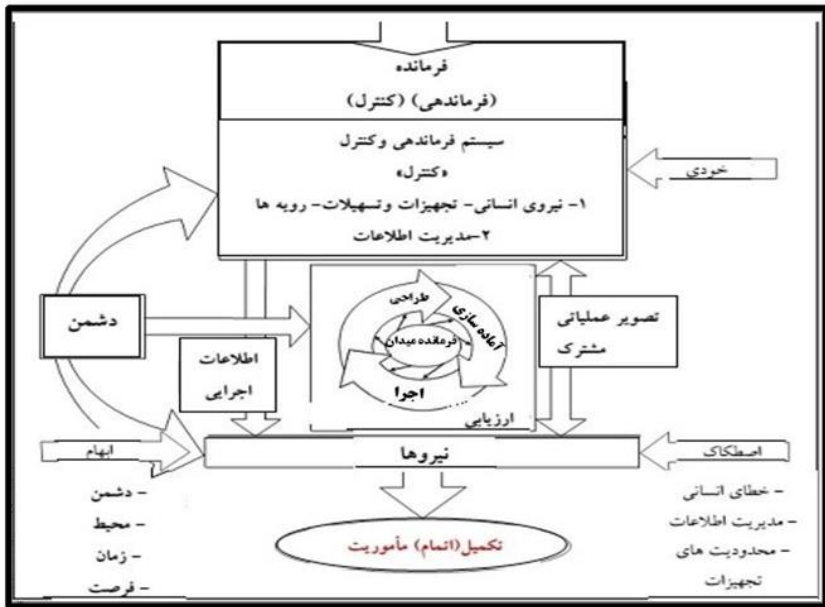 فرمانده
(فرماندهی) (کنترل)
سیستم فرماندهی وکنترل
«کنترل»
۱- نیروی انسانی- تجهیزات وتسهیلات- رویه ها
۲-مدیریت اطلاعات
خودی
دشمن
اطلاعات
اجرایی
طراحی
آماده سازی
فرمانده میدان
اجرا
ارزیابی
تصویر عملیاتی
مشترک
ابهام
نیروها
اصطکاک
- دشمن
- محیط
- زمان
- فرصت
- خطای انسانی
- مدیریت اطلاعات
- محدودیت های
تجهیزات
تکمیل(اتمام) مأموریت